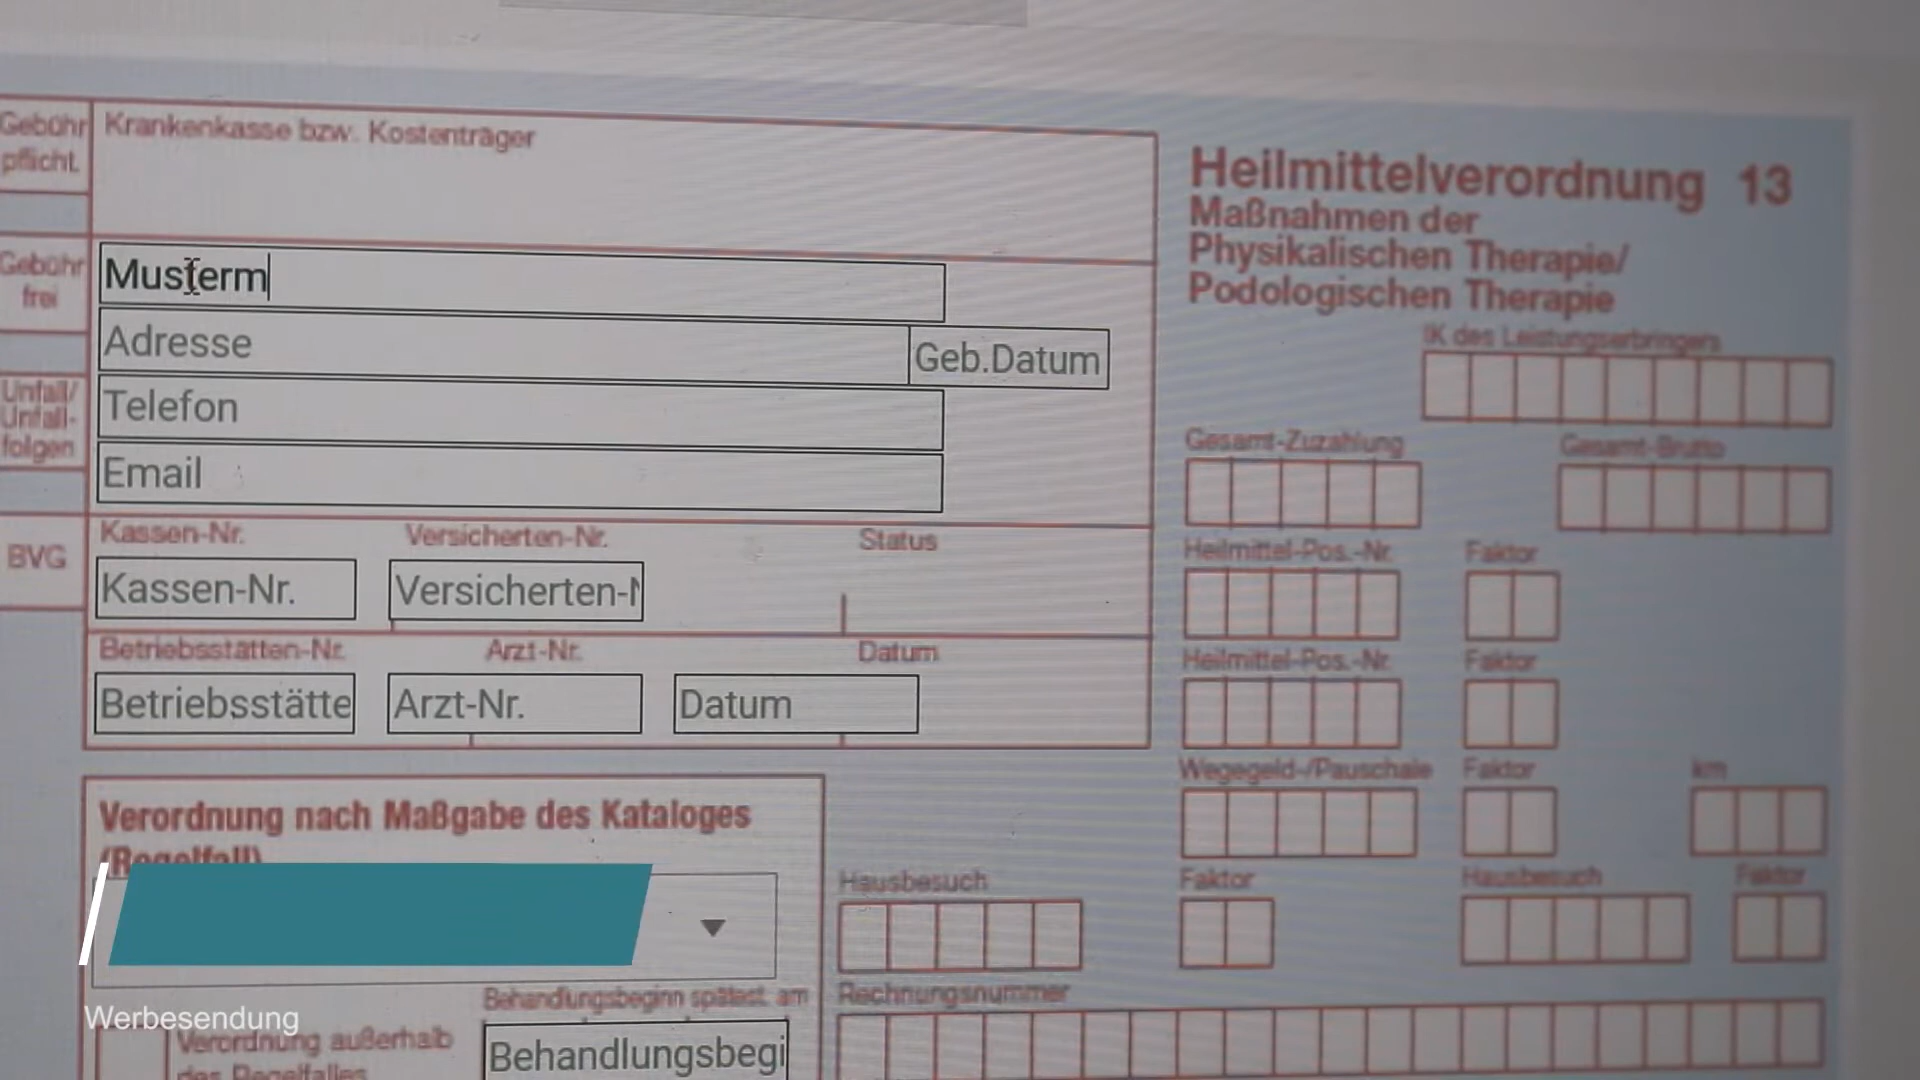 Gebühr
pflicht.
Krankenkasse bzw. Kostenträger
Heilmittelverordnung 13
Maßnahmen der
Physikalischen Therapie/
Podologischen Therapie
Gebühr
frei
Musterm
Adresse
Geb.Datum
IK des Leistungserbringers
Unfall/
Unfall-
folgen
Telefon
Email
Gesamt-Zuzahlung
Gesamt-Brutto
BVG
Kassen-Nr.
Versicherten-Nr.
Status
Kassen-Nr.
Versicherten-N
Heilmittel-Pos.-Nr.
Faktor
Betriebsstätten-Nr.
Arzt-Nr.
Datum
Betriebsstätte
Arzt-Nr.
Datum
Heilmittel-Pos.-Nr.
Faktor
Wegegeld-/Pauschale
Faktor
km
Verordnung nach Maßgabe des Kataloges
(Regelfall)
Hausbesuch
Faktor
Hausbesuch
Faktor
Behandlungsbeginn spätest. am
Rechnungsnummer
Werbesendung
Verordnung außerhalb
des Regelfalles
Behandlungsbegi